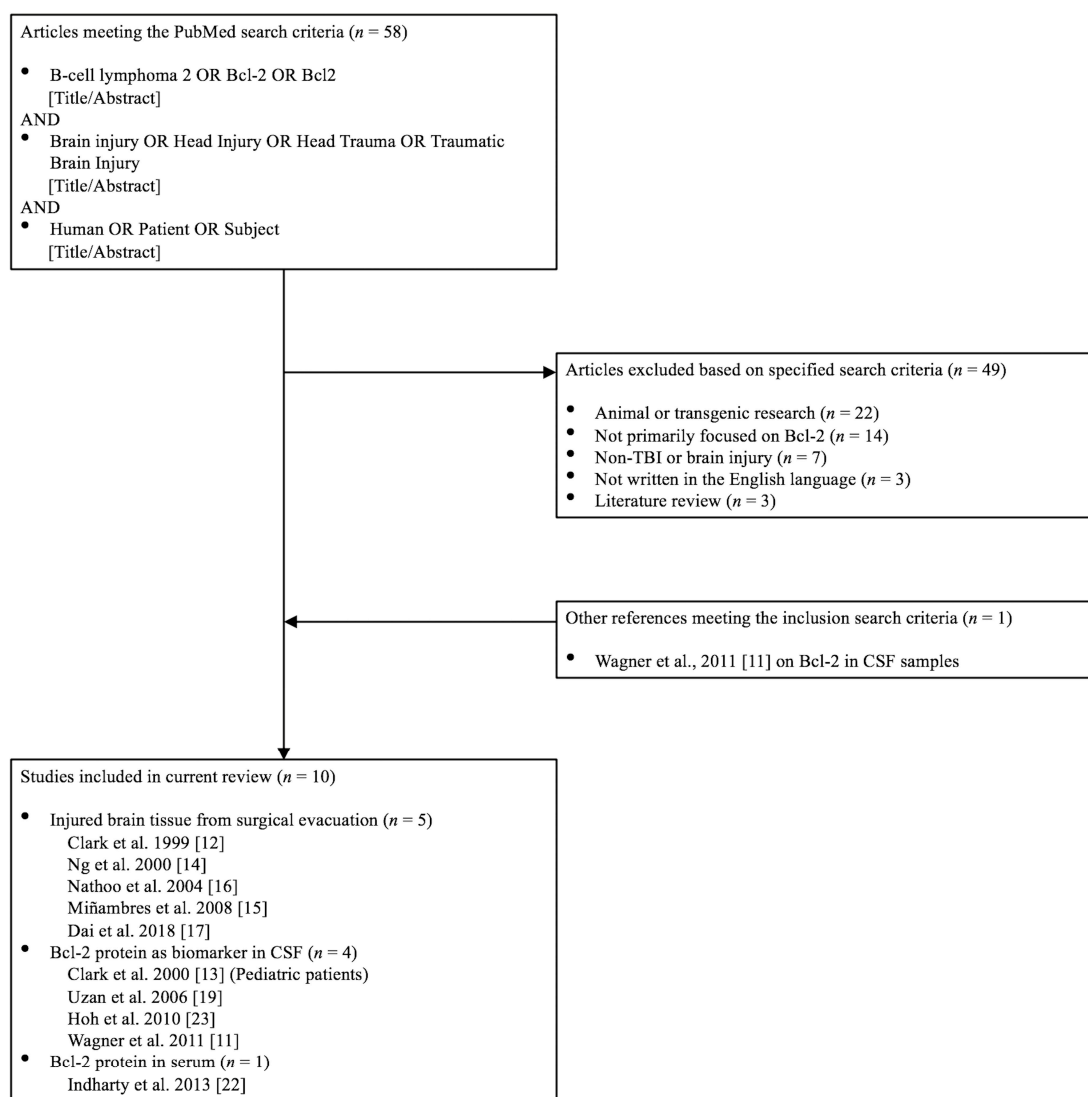 Articles meeting the PubMed search criteria (n = 58)
• B-cell lymphoma 2 OR Bcl-2 OR Bcl2
[Title/Abstract]
AND
• Brain injury OR Head Injury OR Head Trauma OR Traumatic
Brain Injury
[Title/Abstract]
AND
• Human OR Patient OR Subject
[Title/Abstract]
Articles excluded based on specified search criteria (n = 49)
• Animal or transgenic research (n = 22)
• Not primarily focused on Bcl-2 (n = 14)
• Non-TBI or brain injury (n = 7)
• Not written in the English language (n = 3)
• Literature review (n = 3)
Other references meeting the inclusion search criteria (n = 1)
• Wagner et al., 2011 [11] on Bcl-2 in CSF samples
Studies included in current review (n = 10)
• Injured brain tissue from surgical evacuation (n = 5)
Clark et al. 1999 [12]
Ng et al. 2000 [14]
Nathoo et al. 2004 [16]
Miñambres et al. 2008 [15]
Dai et al. 2018 [17]
• Bcl-2 protein as biomarker in CSF (n = 4)
Clark et al. 2000 [13] (Pediatric patients)
Uzan et al. 2006 [19]
Hoh et al. 2010 [23]
Wagner et al. 2011 [11]
• Bcl-2 protein in serum (n = 1)
Indharty et al. 2013 [22]